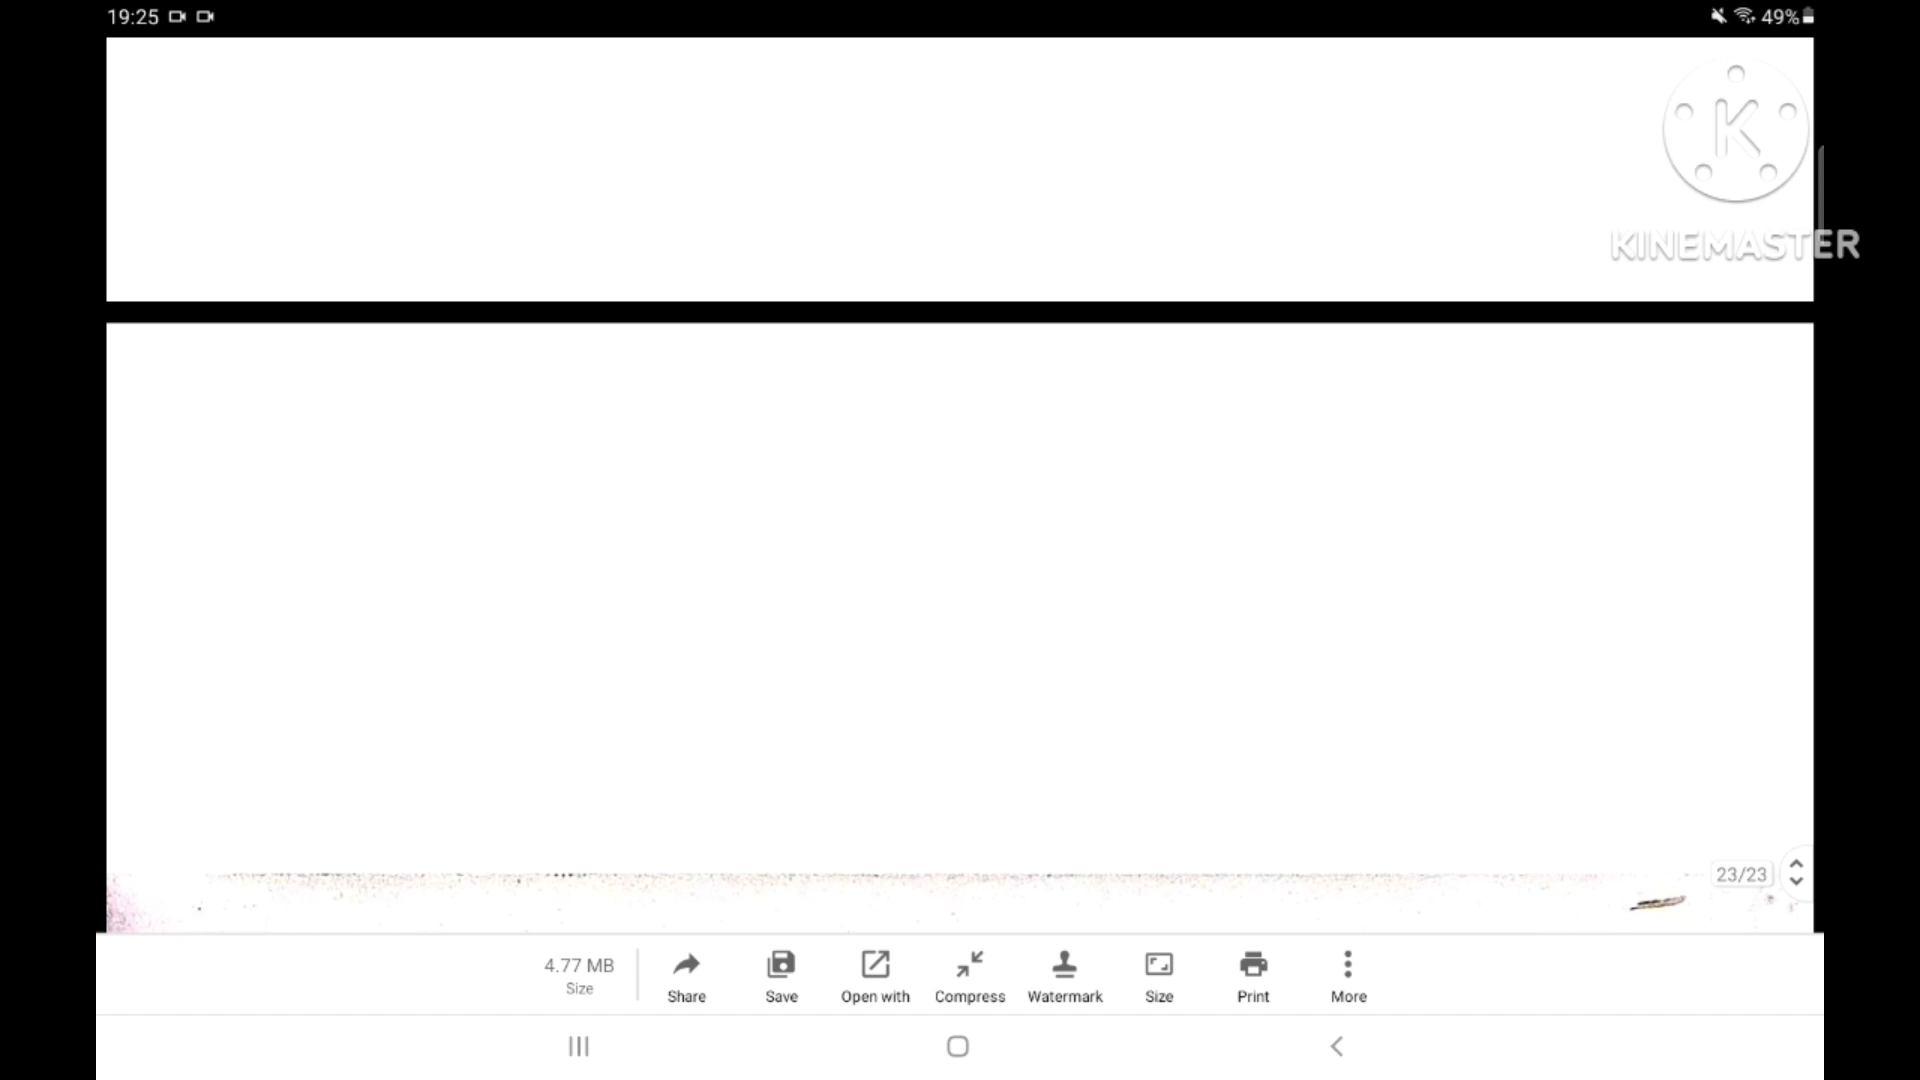 19:25
49%
K
KINEMASTER
23/23
4.77 MB
Size
Share
Save
Open with
Compress
Watermark
Size
Print
More